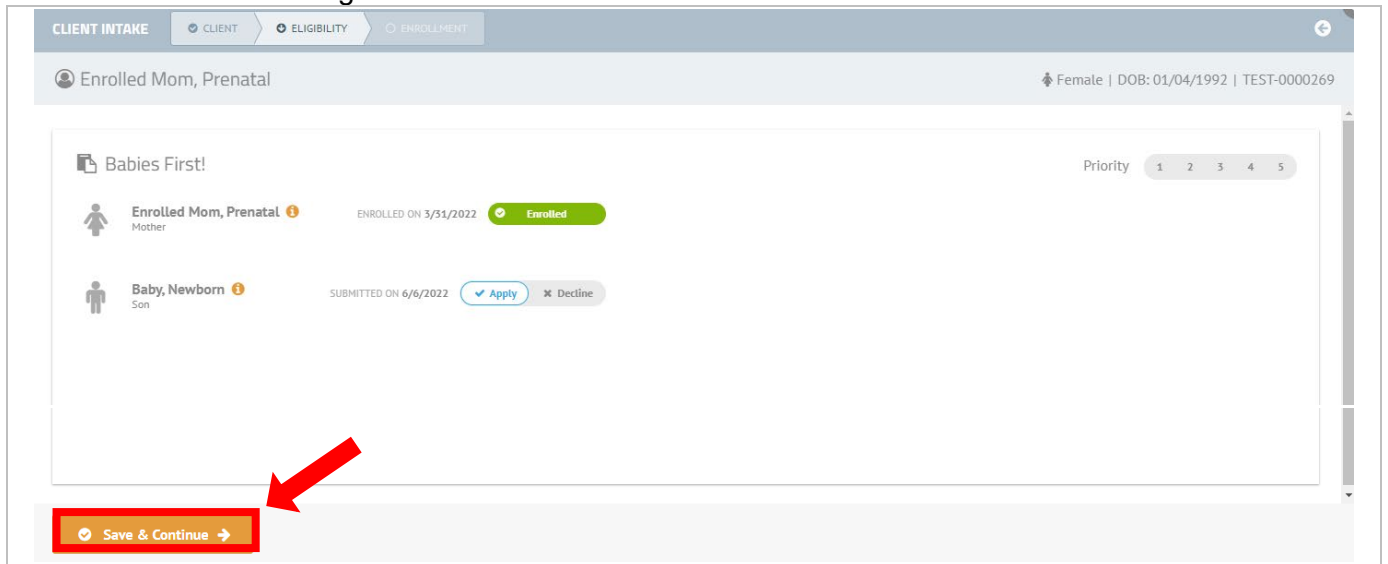 CLIENT INTAKE CLIENT ELIGIBILITY ENROLLMENT
Enrolled Mom, Prenatal Female | DOB: 01/04/1992 | TEST-0000269
Babies First! Priority 1 2 3 4 5
Enrolled Mom, Prenatal ENROLLED ON 3/31/2022 Enrolled
Mother
Baby, Newborn SUBMITTED ON 6/6/2022 Apply Decline
Son
Save & Continue